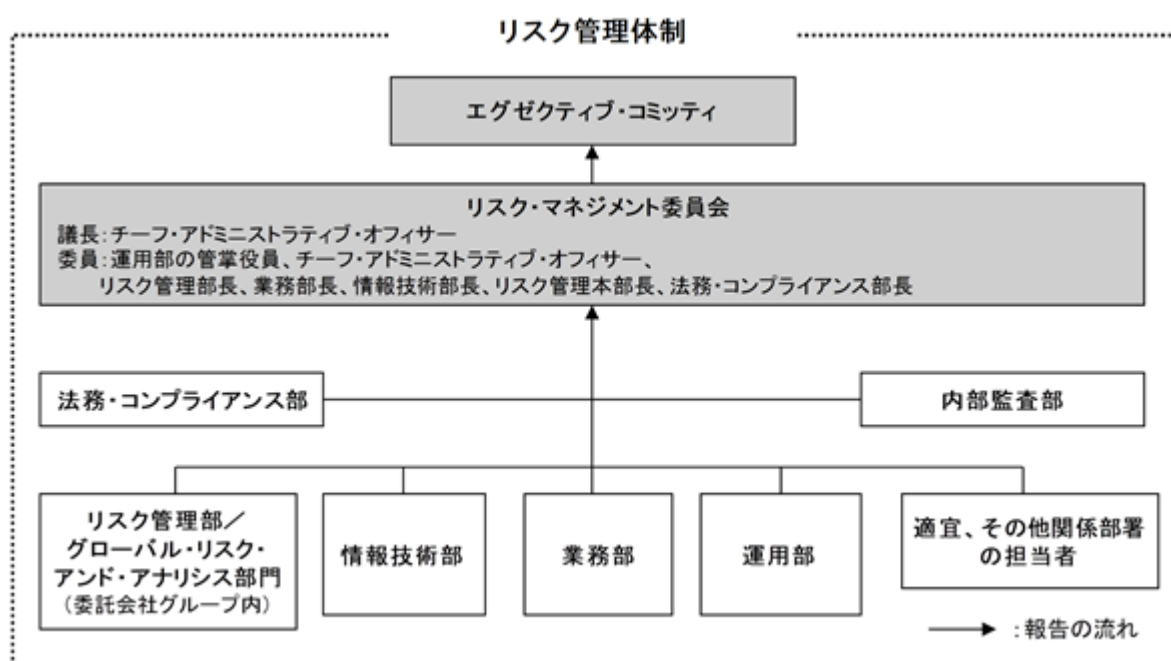 リスク管理体制
エグゼクティブ・コミッティ
リスク・マネジメント委員会
議長：チーフ・アドミニストラティブ・オフィサー
委員：運用部の管掌役員、チーフ・アドミニストラティブ・オフィサー、
リスク管理部長、業務部長、情報技術部長、リスク管理本部長、法務・コンプライアンス部長
法務・コンプライアンス部
内部監査部
リスク管理部／
グローバル・リスク・
アンド・アナリシス部門
（委託会社グループ内）
情報技術部
業務部
運用部
適宜、その他関係部署
の担当者
：報告の流れ